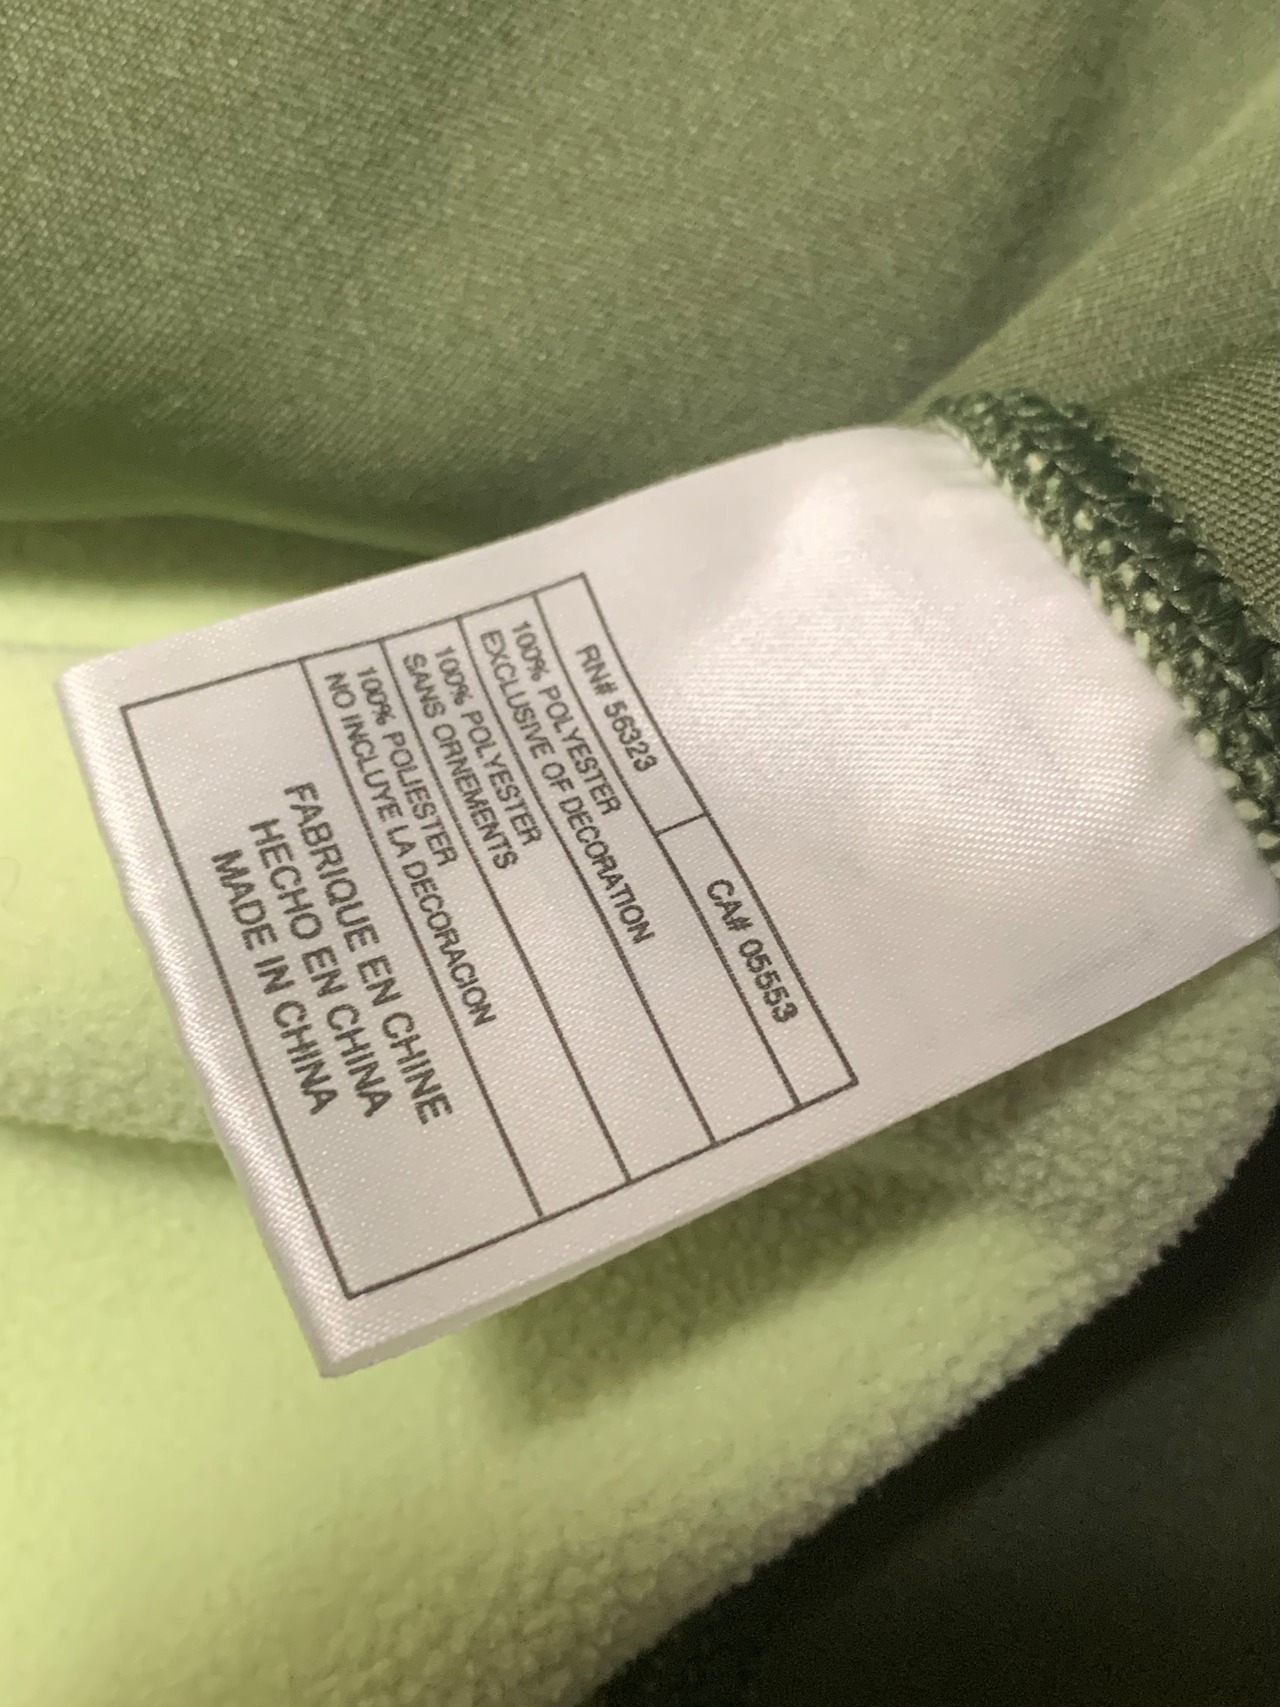 RN# 56323
CA# 05553
100% POLYESTER
EXCLUSIVE OF DECORATION
100% POLYESTER
SANS ORNEMENTS
100% POLIESTER
NO INCLUYE LA DECORACION
FABRIQUE EN CHINE
HECHO EN CHINA
MADE IN CHINA